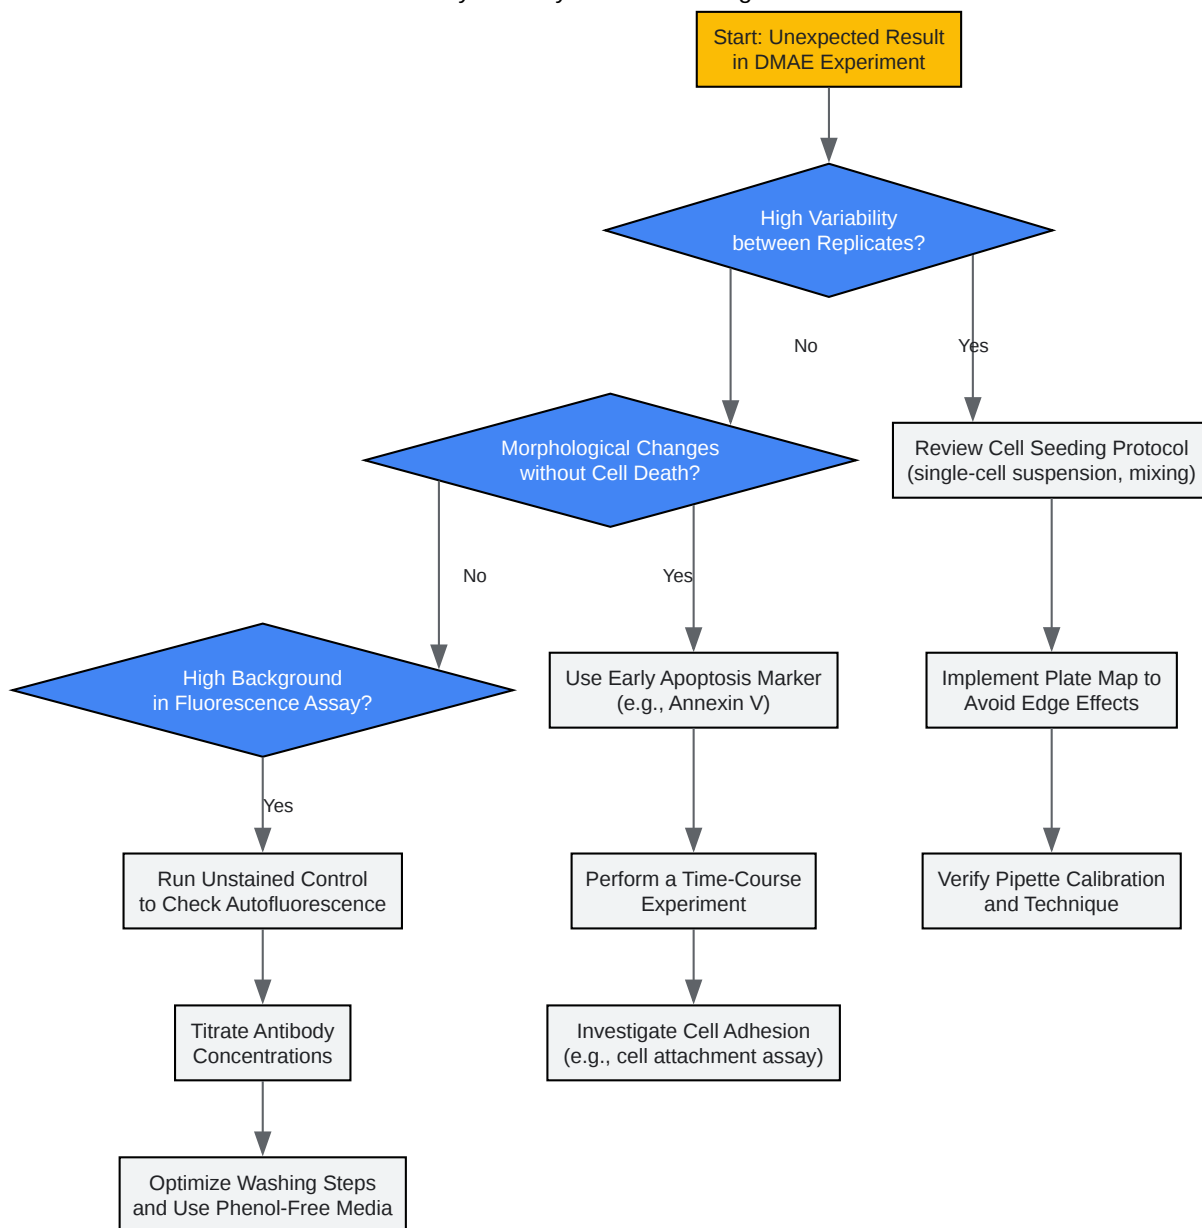 Start: Unexpected Result
in DMAE Experiment
High Variability
between Replicates?
No
Yes
Morphological Changes
without Cell Death?
Review Cell Seeding Protocol
(single-cell suspension, mixing)
No
Yes
High Background
in Fluorescence Assay?
Use Early Apoptosis Marker
(e.g., Annexin V)
Implement Plate Map to
Avoid Edge Effects
Yes
Run Unstained Control
to Check Autofluorescence
Perform a Time-Course
Experiment
Verify Pipette Calibration
and Technique
Titrate Antibody
Concentrations
Investigate Cell Adhesion
(e.g., cell attachment assay)
Optimize Washing Steps
and Use Phenol-Free Media